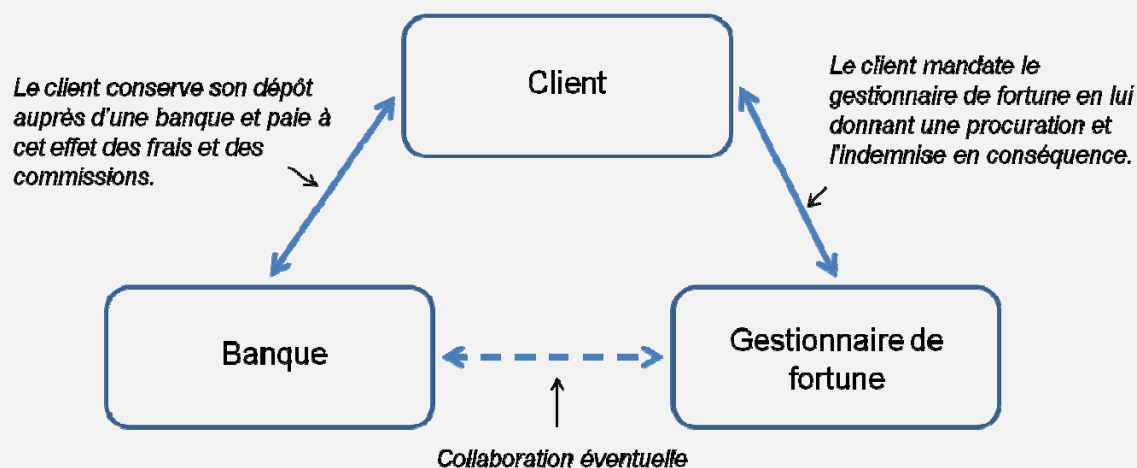 Client
Le client conserve son dépôt
auprès d'une banque et paie à
cet effet des frais et des
commissions.
Le client mandate le
gestionnaire de fortune en lui
donnant une procuration et
l'indemnise en conséquence.
Banque
Gestionnaire de
fortune
Collaboration éventuelle